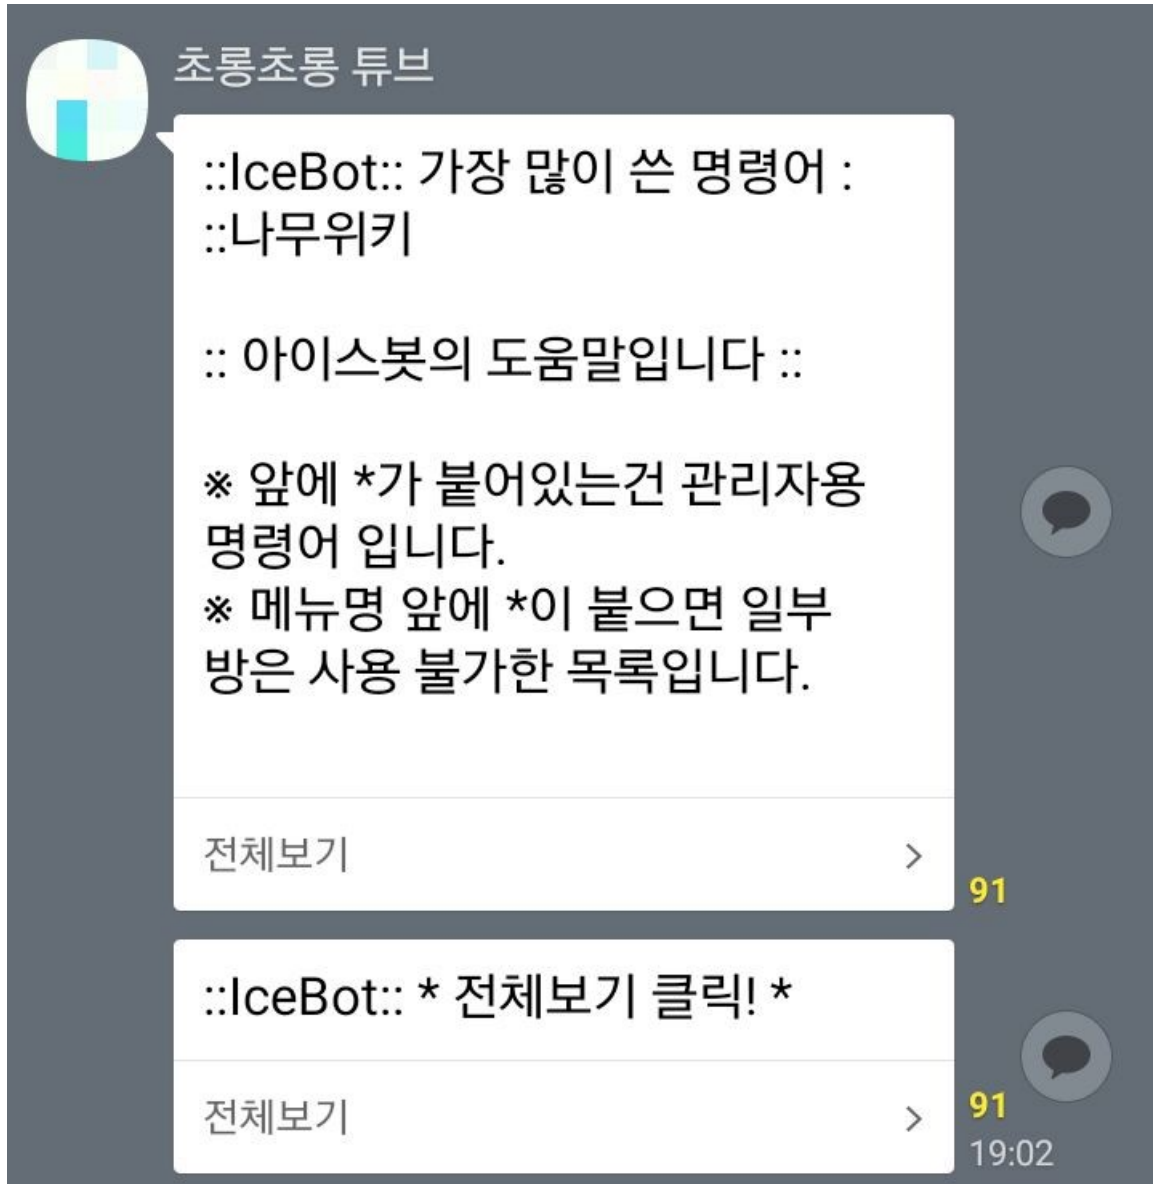 초롱초롱 튜브
::IceBot:: 가장 많이 쓴 명령어 :
::나무위키
:: 아이스봇의 도움말입니다 ::
※ 앞에 *가 붙어있는건 관리자용
명령어 입니다.
※ 메뉴명 앞에 *이 붙으면 일부
방은 사용 불가한 목록입니다.
전체보기
91
::IceBot:: * 전체보기 클릭! *
전체보기
91
19:02